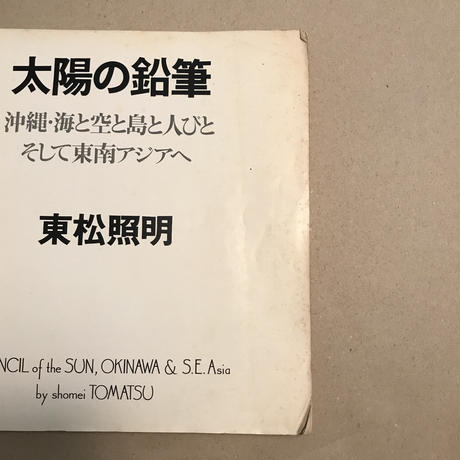 太陽の鉛筆
沖縄・海と空と島と人びと
そして東南アジアへ
東松照明
NCIL of the SUN, OKINAWA & S.E. Asia
by shomei TOMATSU